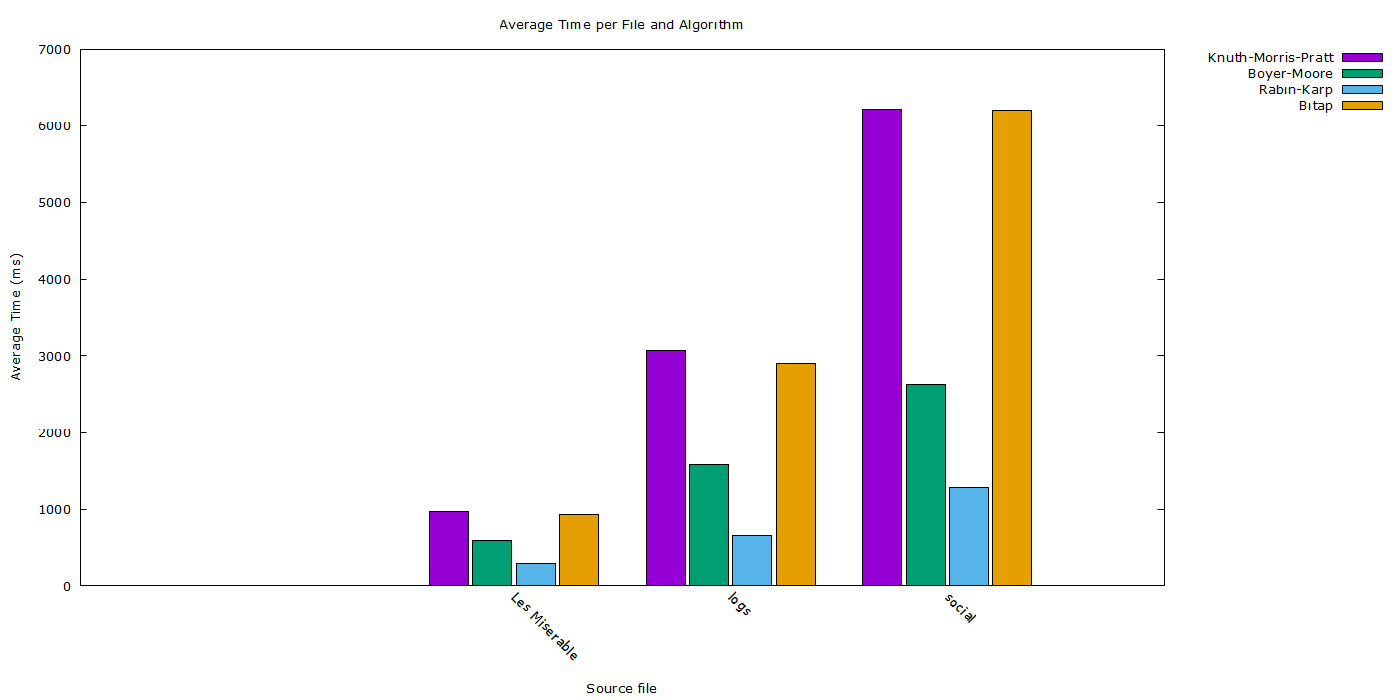 Average Time per File and Algorithm
7000
6000
5000
4000
3000
2000
1000
0
Average Time (ms)
Les Miserable
logs
social
Source file
Knuth-Morris-Pratt
Boyer-Moore
Rabin-Karp
Bitap